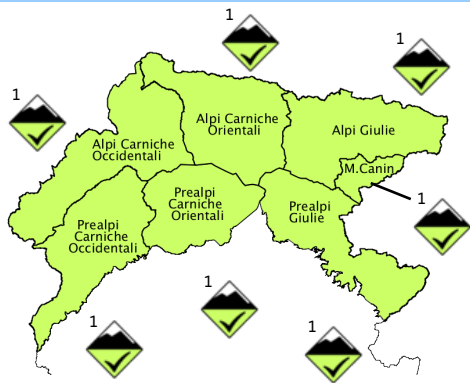 1
1
1
Alpi Carniche
Orientali
Alpi Giulie
Alpi Carniche
Occidentali
M.Canin
1
Prealpi
Carniche
Orientali
Prealpi
Giulie
Prealpi
Carniche
Occidentali
1
1
1